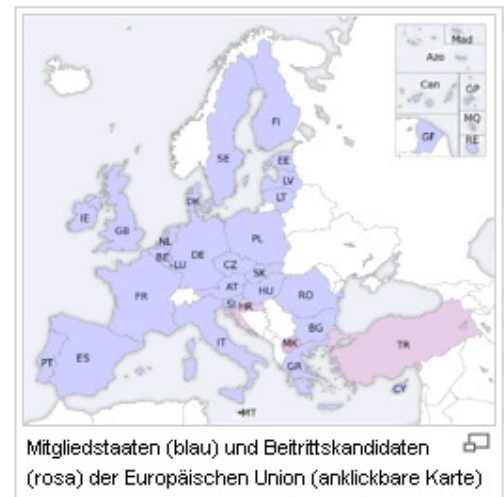 Mad
Azo
Can
GP
MQ
GF
RE
FI
SE
EE
LV
LT
DK
IE
GB
NL
BE
LU
DE
PL
CZ
SK
FR
AT
HU
RO
SI
HR
IT
BG
MK
TR
PT
ES
GR
CY
MT
Mitgliedstaaten (blau) und Beitrittskandidaten
(rosa) der Europäischen Union (anklickbare Karte)